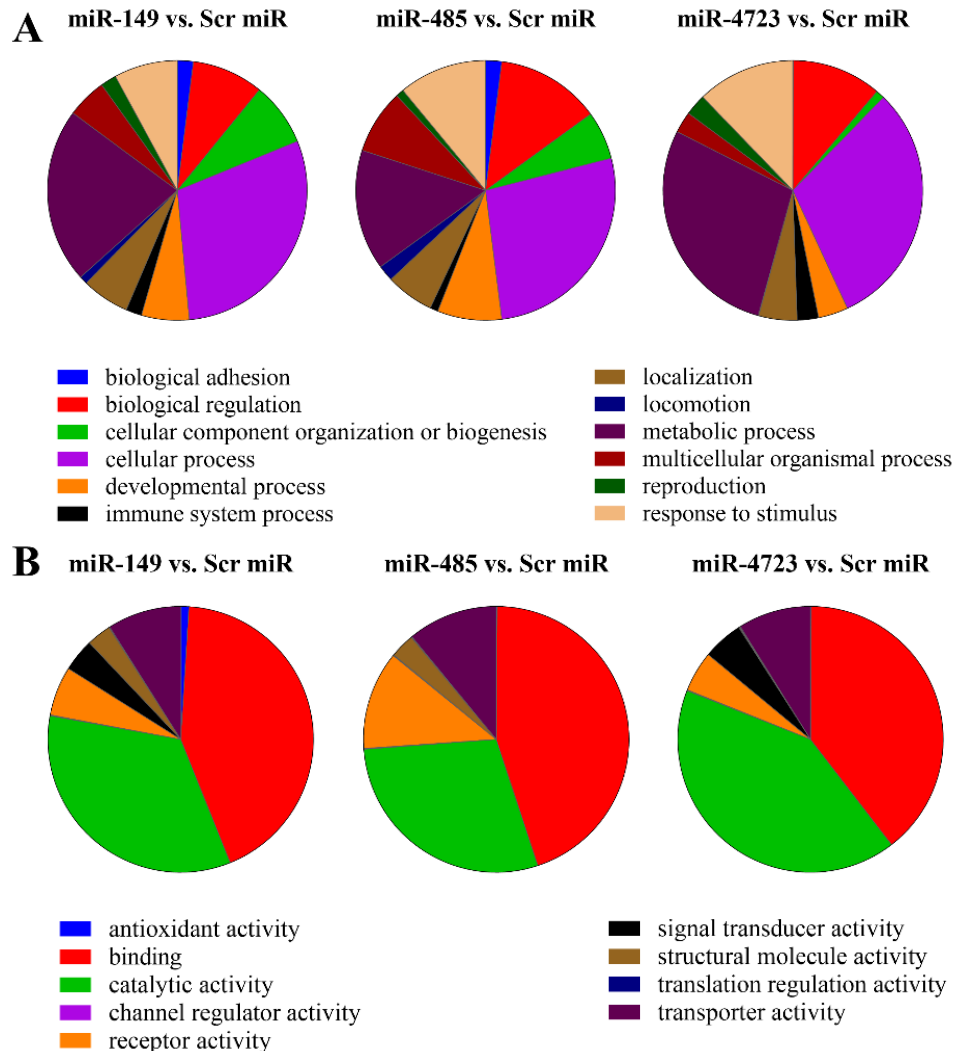 A
miR-149 vs. Scr miR
miR-485 vs. Scr miR
miR-4723 vs. Scr miR
biological adhesion
biological regulation
cellular component organization or biogenesis
cellular process
developmental process
immune system process
localization
locomotion
metabolic process
multicellular organismal process
reproduction
response to stimulus
B
miR-149 vs. Scr miR
miR-485 vs. Scr miR
miR-4723 vs. Scr miR
antioxidant activity
binding
catalytic activity
channel regulator activity
receptor activity
signal transducer activity
structural molecule activity
translation regulation activity
transporter activity